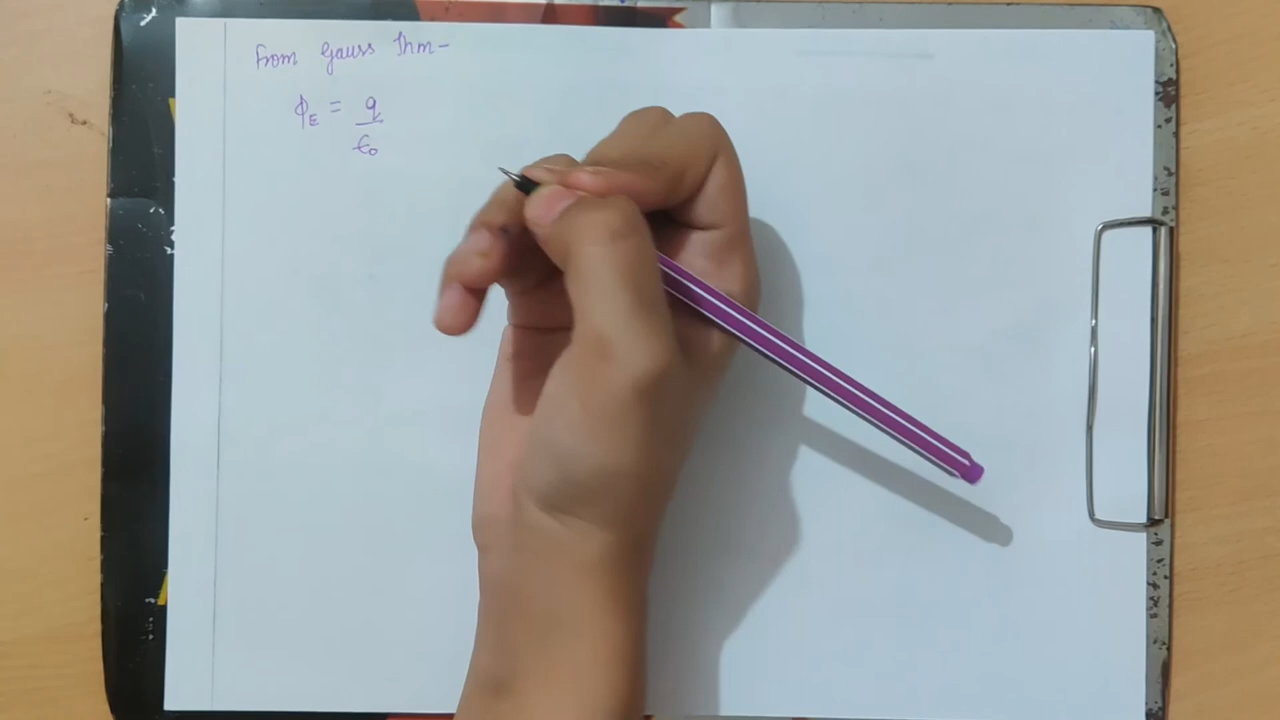 from Gauss Thm-
ϕE = q/ϵ0